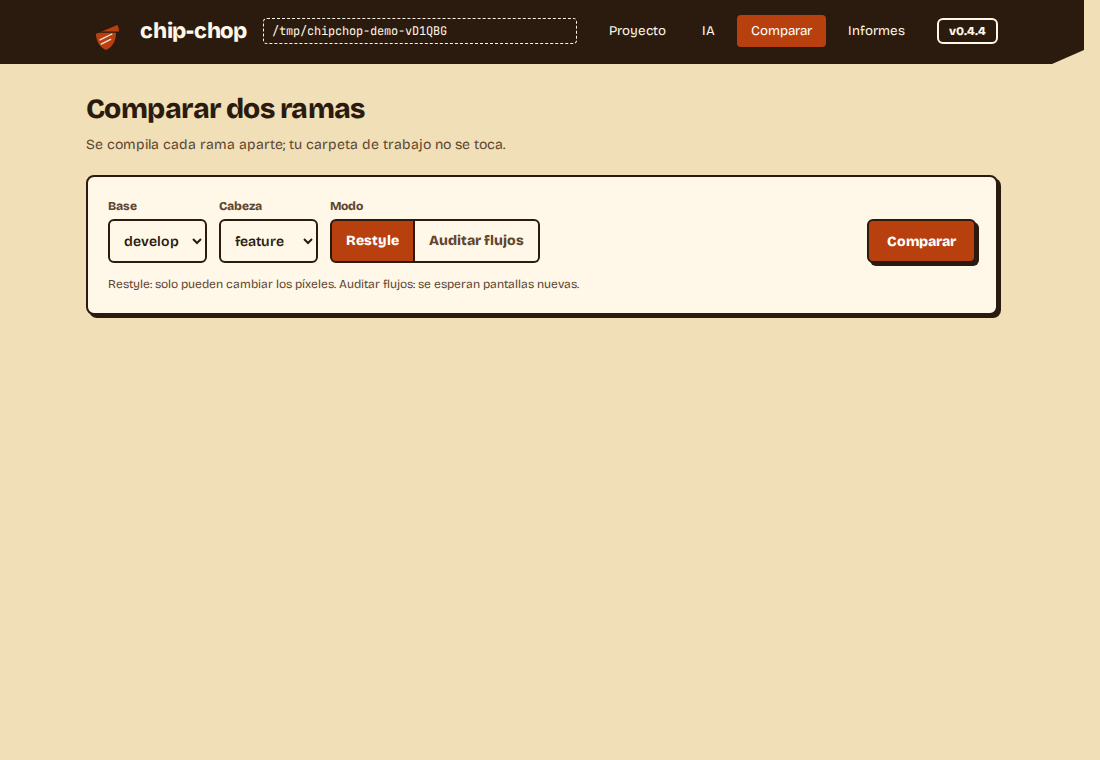 chip-chop
/tmp/chipchop-demo-vD1QBG
Proyecto
IA
Comparar
Informes
v0.4.4
Comparar dos ramas
Se compila cada rama aparte; tu carpeta de trabajo no se toca.
Base
Cabeza
Modo
develop
feature
Restyle
Auditar flujos
Comparar
Restyle: solo pueden cambiar los píxeles. Auditar flujos: se esperan pantallas nuevas.